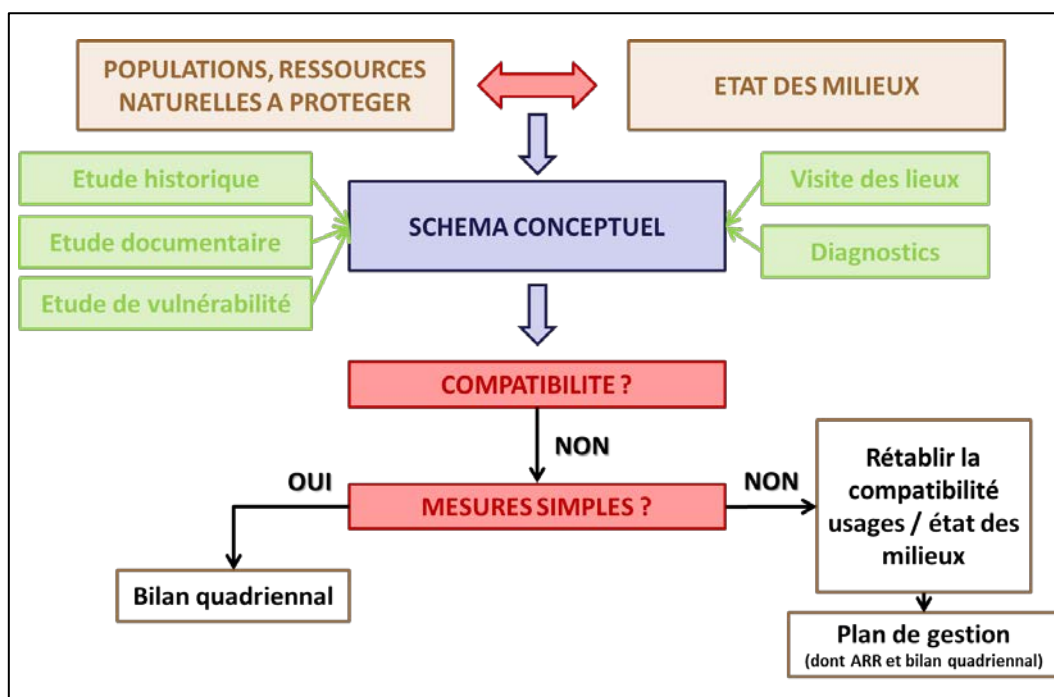 POPULATIONS, RESSOURCES
NATURELLES A PROTEGER
ETAT DES MILIEUX
Etude historique
Visite des lieux
SCHEMA CONCEPTUEL
Etude documentaire
Diagnostics
Etude de vulnérabilité
COMPATIBILITE ?
NON
OUI
MESURES SIMPLES ?
NON
Rétablir la
compatibilité
usages / état des
milieux
Bilan quadriennal
Plan de gestion
(dont ARR et bilan quadriennal)